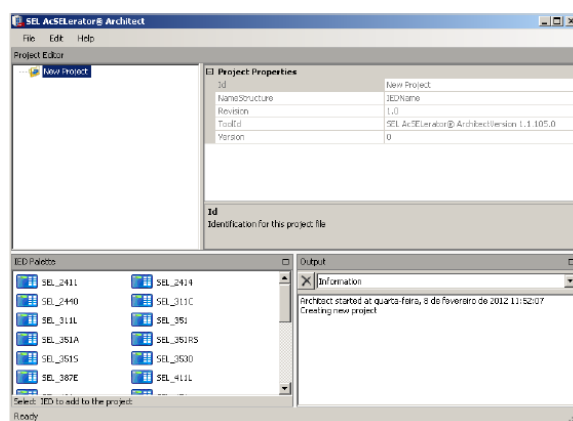 SEL AcSELerator® Architect
File Edit Help
Project Editor
New Project
Project Properties
Id New Project
NameStructure IEDName
Revision 1.0
ToolId SEL AcSELerator® ArchitectVersion 1.1.105.0
Version 0
Id
Identification for this project file
IED Palette
SEL_2411 SEL_2414
SEL_2440 SEL_311C
SEL_311L SEL_351
SEL_351A SEL_351RS
SEL_351S SEL_3530
SEL_387E SEL_411L
Select IED to add to the project
Output
Information
Architect started at quarta-feira, 8 de fevereiro de 2012 11:52:07
Creating new project
Ready